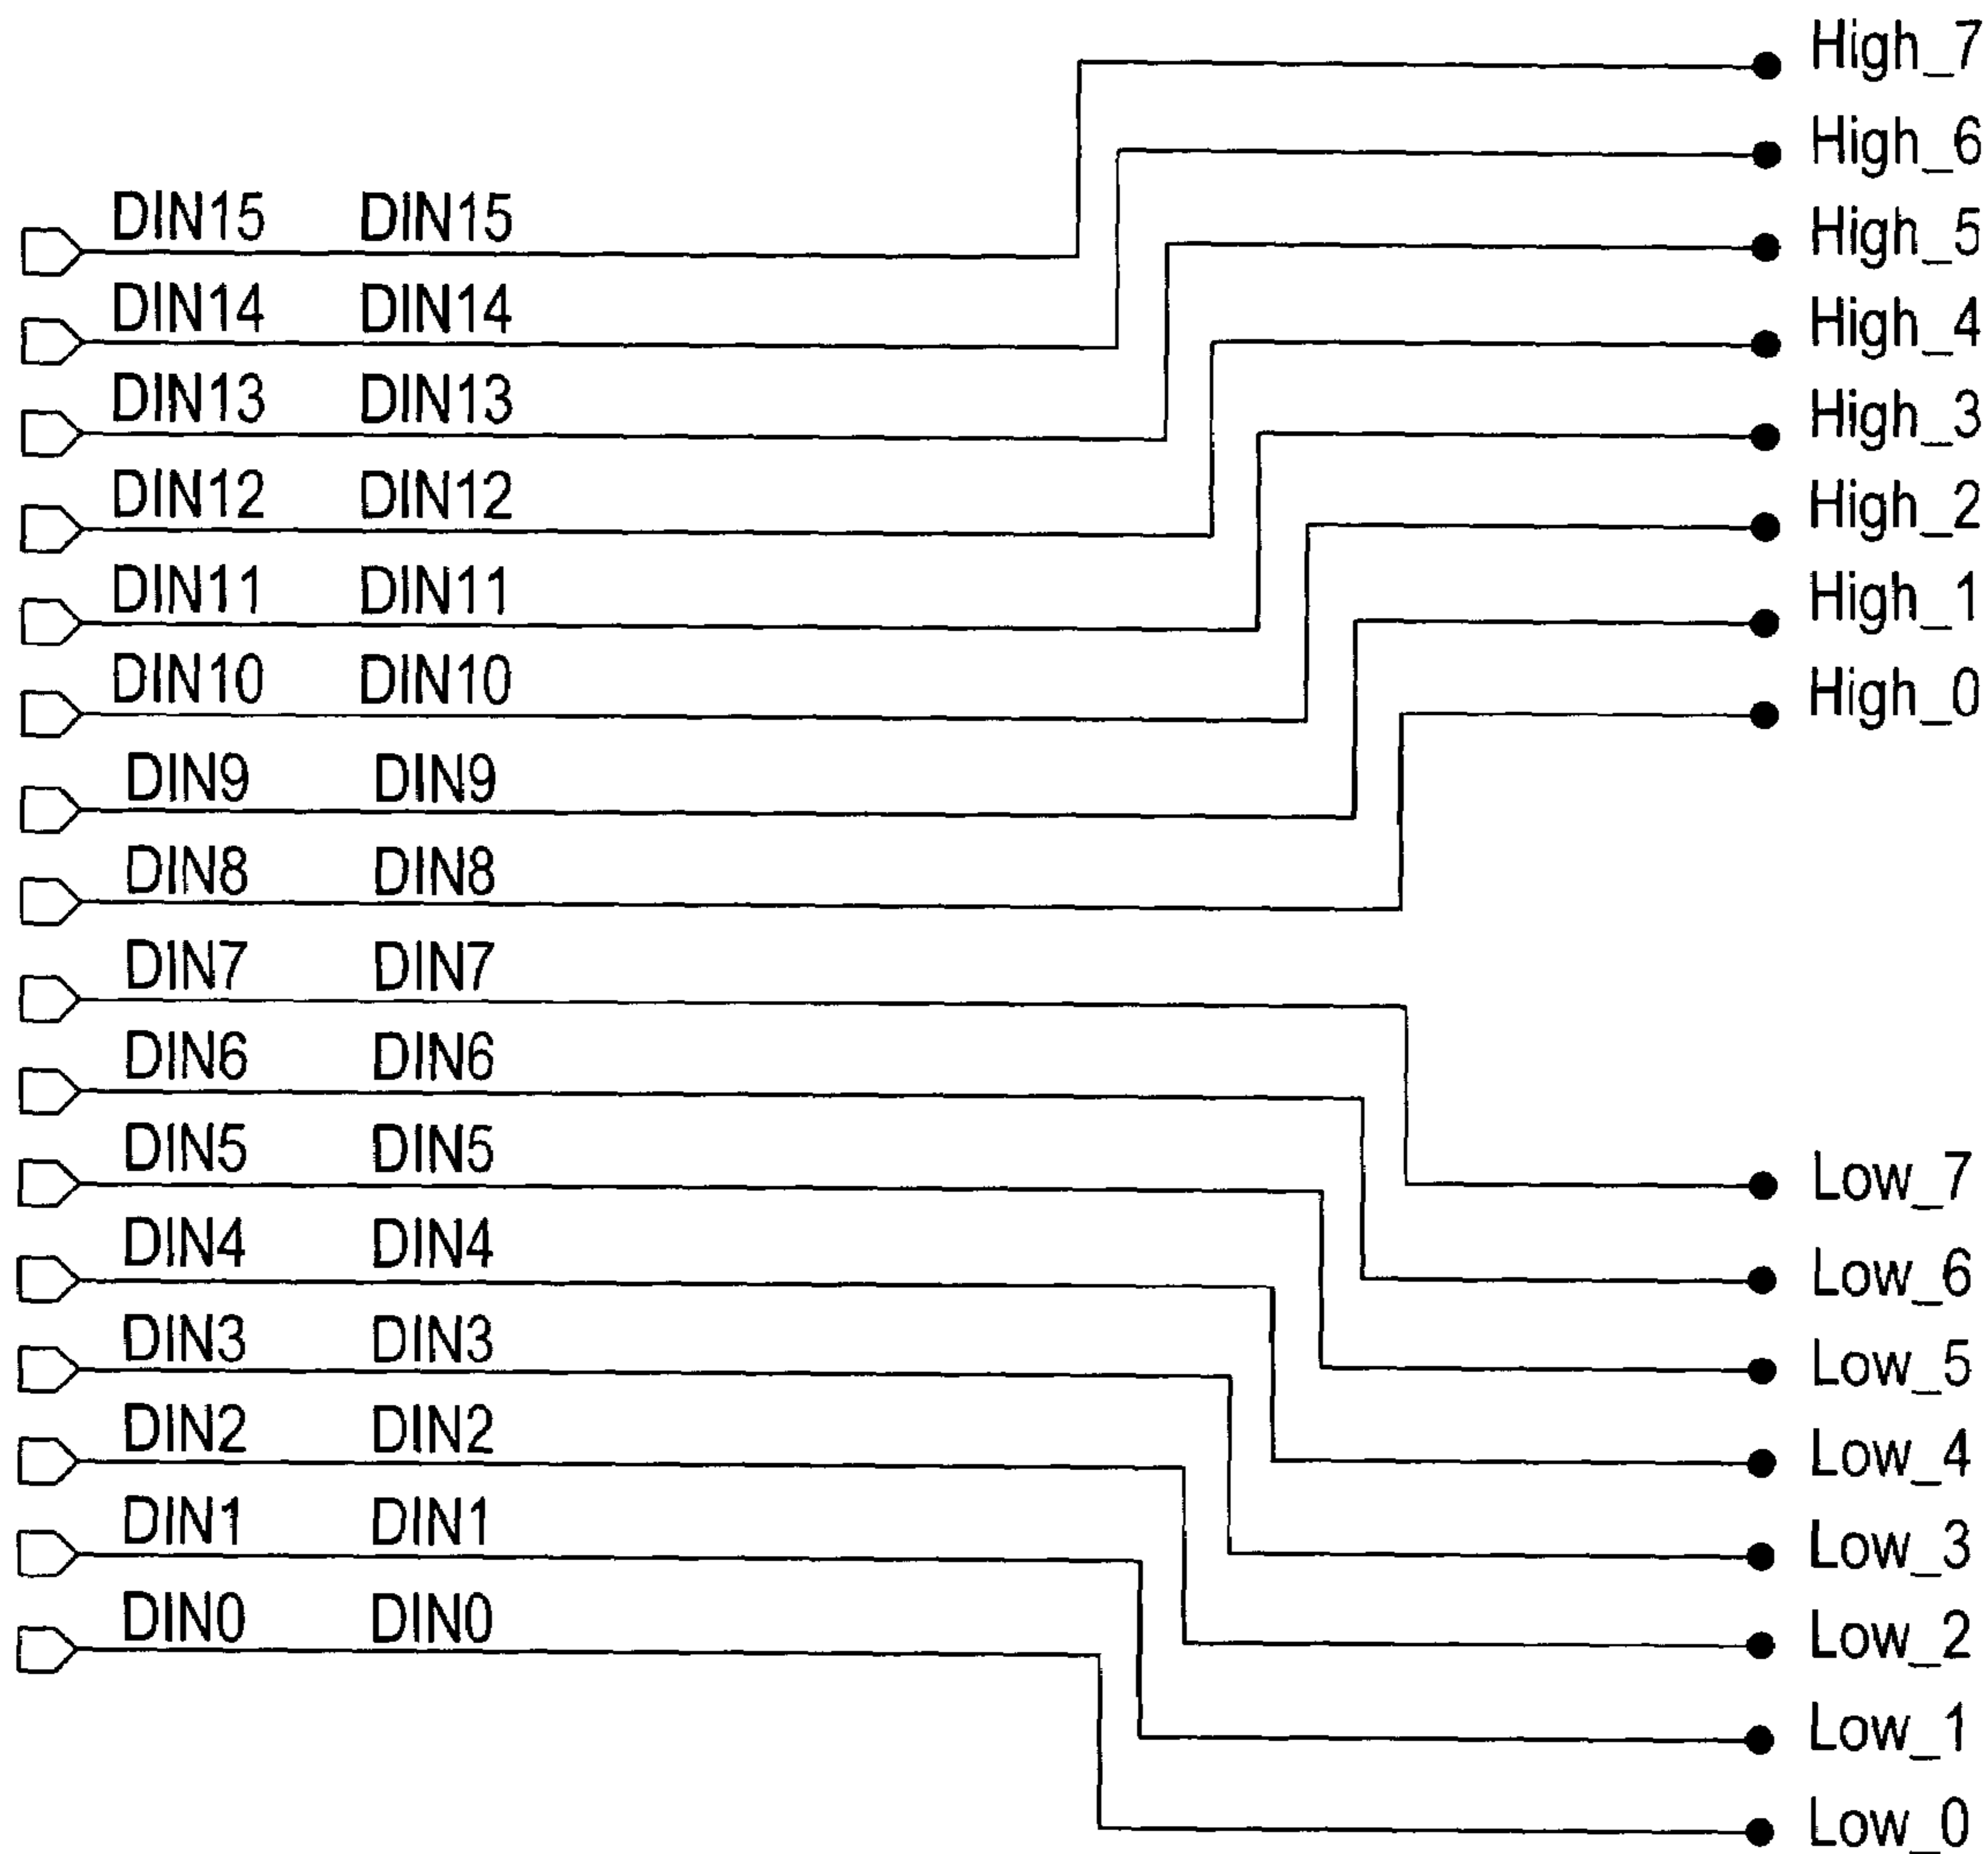 High_7
High_6
DIN15 DIN15 High_5
DIN14 DIN14 High_4
DIN13 DIN13 High_3
DIN12 DIN12 High_2
DIN11 DIN11 High_1
DIN10 DIN10 High_0
DIN9 DIN9
DIN8 DIN8
DIN7 DIN7
DIN6 DIN6
DIN5 DIN5 Low_7
DIN4 DIN4 Low_6
DIN3 DIN3 Low_5
DIN2 DIN2 Low_4
DIN1 DIN1 Low_3
DIN0 DIN0 Low_2
Low_1
Low_0